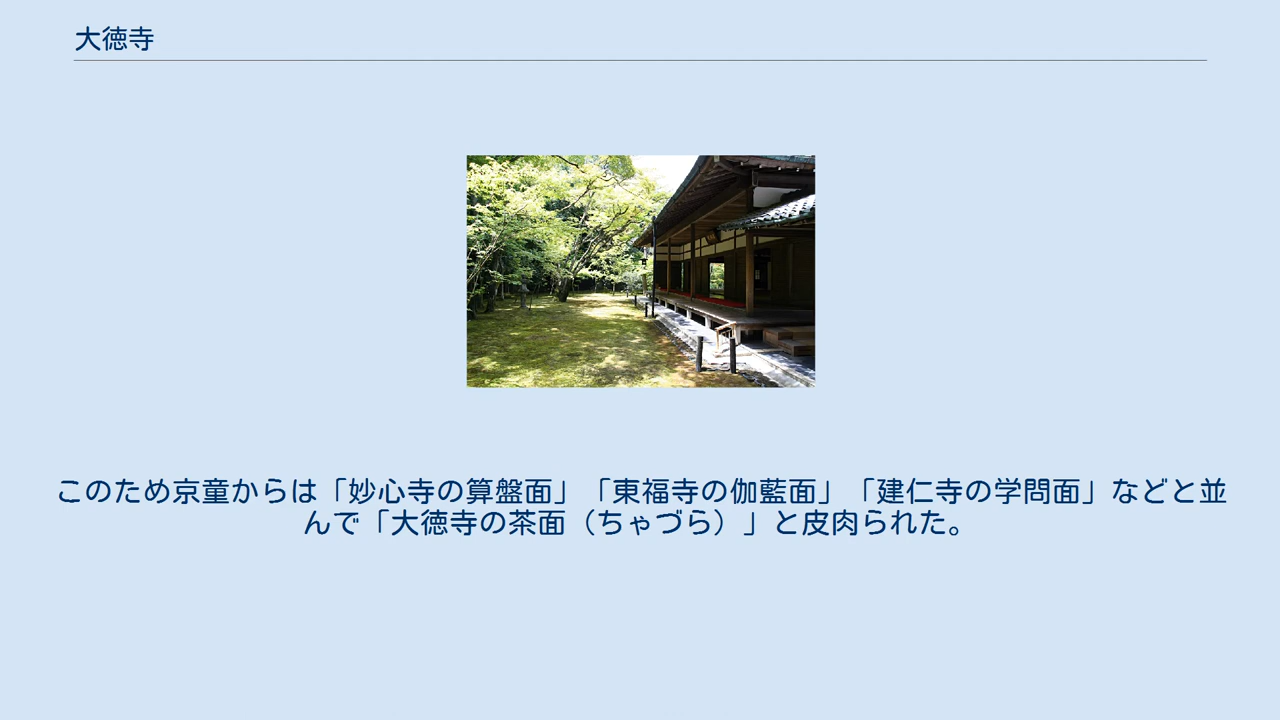 大徳寺
このため京童からは「妙心寺の算盤面」「東福寺の伽藍面」「建仁寺の学問面」などと並
んで「大徳寺の茶面（ちゃづら）」と皮肉られた。